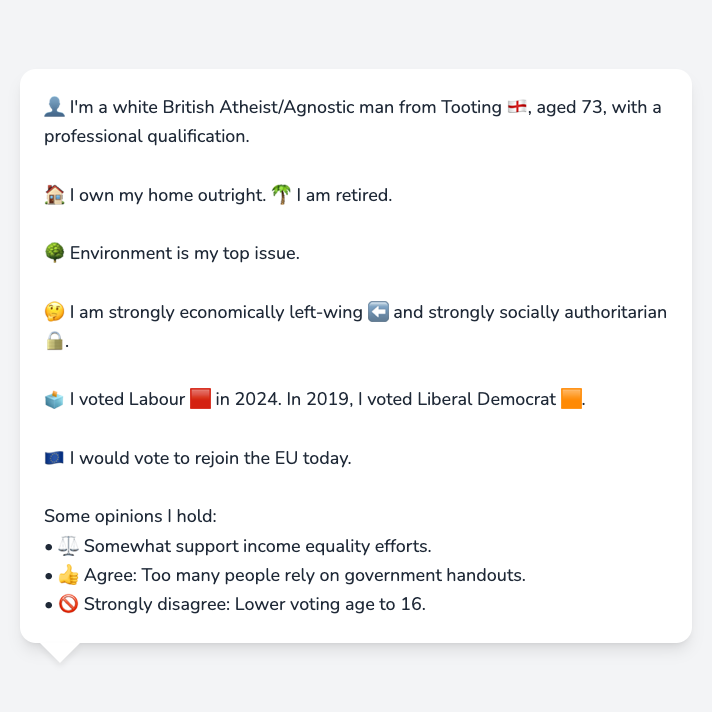 👤 I'm a white British Atheist/Agnostic man from Tooting 🏴󠁧󠁢󠁥󠁮󠁧󠁿, aged 73, with a
professional qualification.
🏠 I own my home outright. 🌴 I am retired.
🌳 Environment is my top issue.
🤔 I am strongly economically left-wing ⬅️ and strongly socially authoritarian
🔒.
🗳️ I voted Labour 🟥 in 2024. In 2019, I voted Liberal Democrat 🟧.
🇪🇺 I would vote to rejoin the EU today.
Some opinions I hold:
• ⚖️ Somewhat support income equality efforts.
• 👍 Agree: Too many people rely on government handouts.
• 🚫 Strongly disagree: Lower voting age to 16.